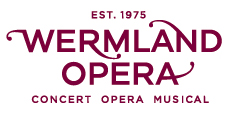 EST. 1975
WERMLAND
OPERA
CONCERT OPERA MUSICAL